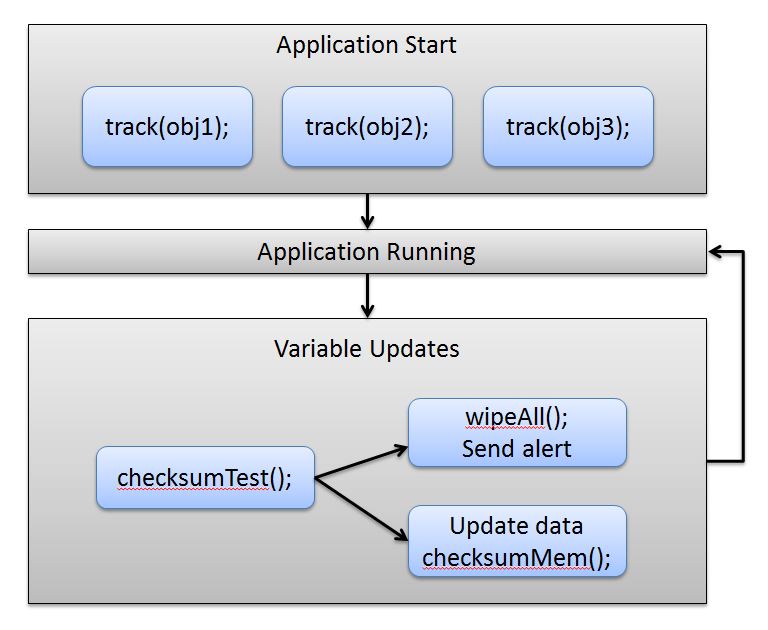 Application Start
track(obj1);
track(obj2);
track(obj3);
Application Running
Variable Updates
checksumTest();
wipeAll();
Send alert
Update data
checksumMem();